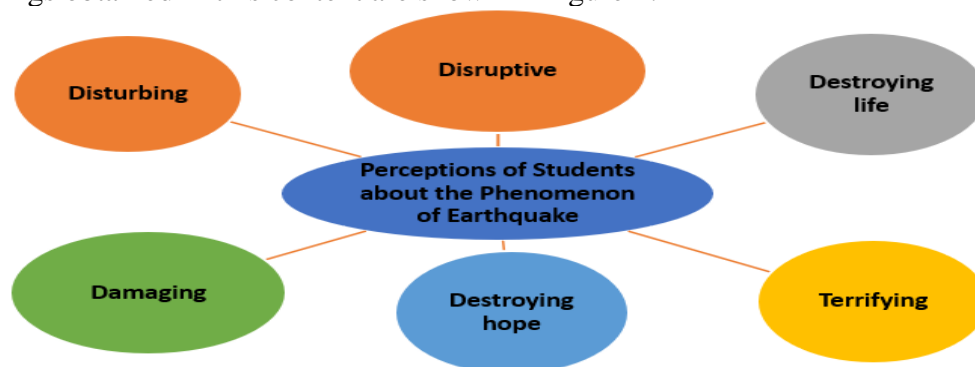 Disruptive
Disturbing
Destroying
life
Perceptions of Students
about the Phenomenon
of Earthquake
Damaging
Destroying
hope
Terrifying